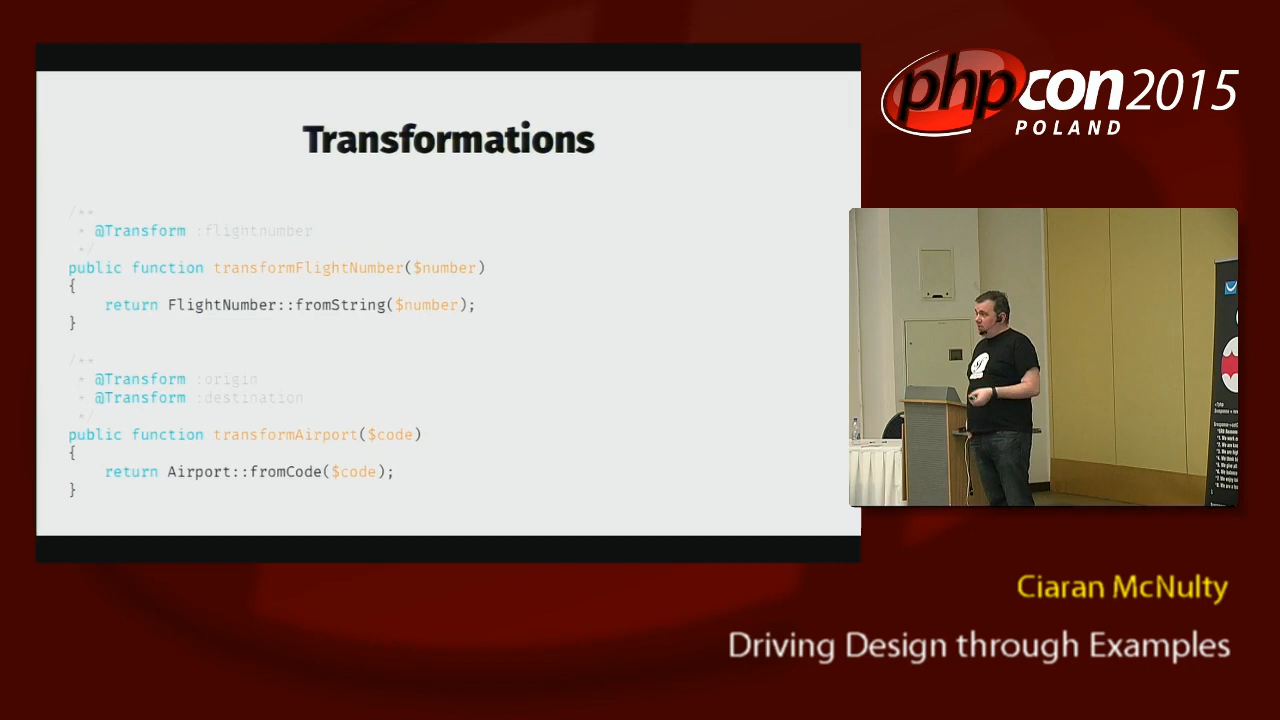 Transformations
/**
* @Transform :flightnumber
*/
public function transformFlightNumber($number)
{
return FlightNumber::fromString($number);
}
/**
* @Transform :origin
* @Transform :destination
*/
public function transformAirport($code)
{
return Airport::fromCode($code);
}
phpcon2015
POLAND
Ciaran McNulty
Driving Design through Examples